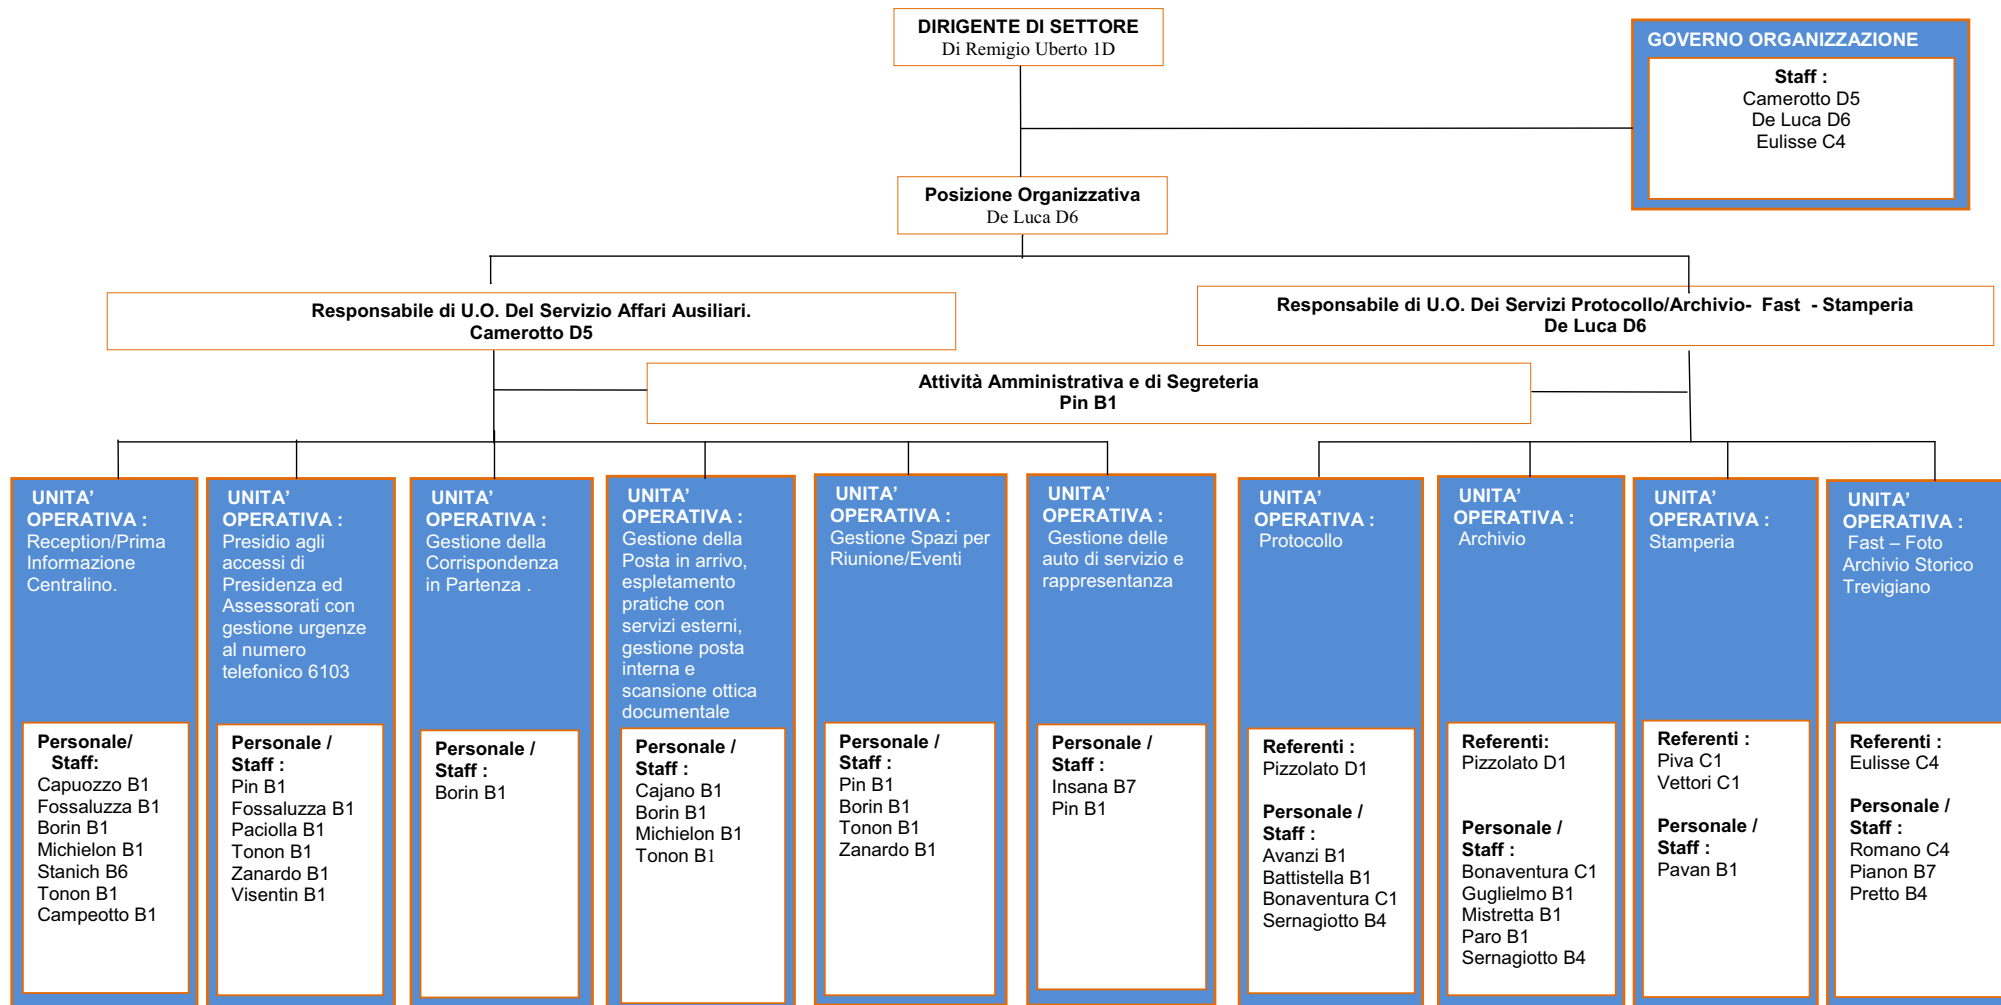 DIRIGENTE DI SETTORE
Di Remigio Uberto 1D
GOVERNO ORGANIZZAZIONE
Staff :
Camerotto D5
De Luca D6
Eulisse C4
Posizione Organizzativa
De Luca D6
Responsabile di U.O. Del Servizio Affari Ausiliari.
Camerotto D5
Responsabile di U.O. Dei Servizi Protocollo/Archivio- Fast - Stamperia
De Luca D6
Attività Amministrativa e di Segreteria
Pin B1
UNITA’
OPERATIVA :
Reception/Prima
Informazione
Centralino.
Personale/
Staff:
Capuozzo B1
Fossaluzza B1
Borin B1
Michielon B1
Stanich B6
Tonon B1
Campeotto B1
UNITA’
OPERATIVA :
Presidio agli
accessi di
Presidenza ed
Assessorati con
gestione urgenze
al numero
telefonico 6103
Personale /
Staff :
Pin B1
Fossaluzza B1
Paciolla B1
Tonon B1
Zanardo B1
Visentin B1
UNITA’
OPERATIVA :
Gestione della
Corrispondenza
in Partenza .
Personale /
Staff :
Borin B1
UNITA’
OPERATIVA :
Gestione della
Posta in arrivo,
espletamento
pratiche con
servizi esterni,
gestione posta
interna e
scansione ottica
documentale
Personale /
Staff :
Cajano B1
Borin B1
Michielon B1
Tonon B1
UNITA’
OPERATIVA :
Gestione Spazi per
Riunione/Eventi
Personale /
Staff :
Pin B1
Borin B1
Tonon B1
Zanardo B1
UNITA’
OPERATIVA :
Gestione delle
auto di servizio e
rappresentanza
Personale /
Staff :
Insana B7
Pin B1
UNITA’
OPERATIVA :
Protocollo
Referenti :
Pizzolato D1
Personale /
Staff :
Avanzi B1
Battistella B1
Bonaventura C1
Sernagiotto B4
UNITA’
OPERATIVA :
Archivio
Referenti:
Pizzolato D1
Personale /
Staff :
Bonaventura C1
Guglielmo B1
Mistretta B1
Paro B1
Sernagiotto B4
UNITA’
OPERATIVA :
Stamperia
Referenti :
Piva C1
Vettori C1
Personale /
Staff :
Pavan B1
UNITA’
OPERATIVA :
Fast – Foto
Archivio Storico
Trevigiano
Referenti :
Eulisse C4
Personale /
Staff :
Romano C4
Pianon B7
Pretto B4